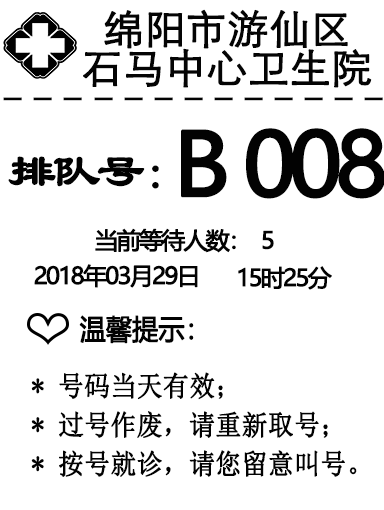 绵阳市游仙区
石马中心卫生院
排队号：B 008
当前等待人数： 5
2018年03月29日 15时25分
温馨提示：
* 号码当天有效；
* 过号作废，请重新取号；
* 按号就诊，请您留意叫号。